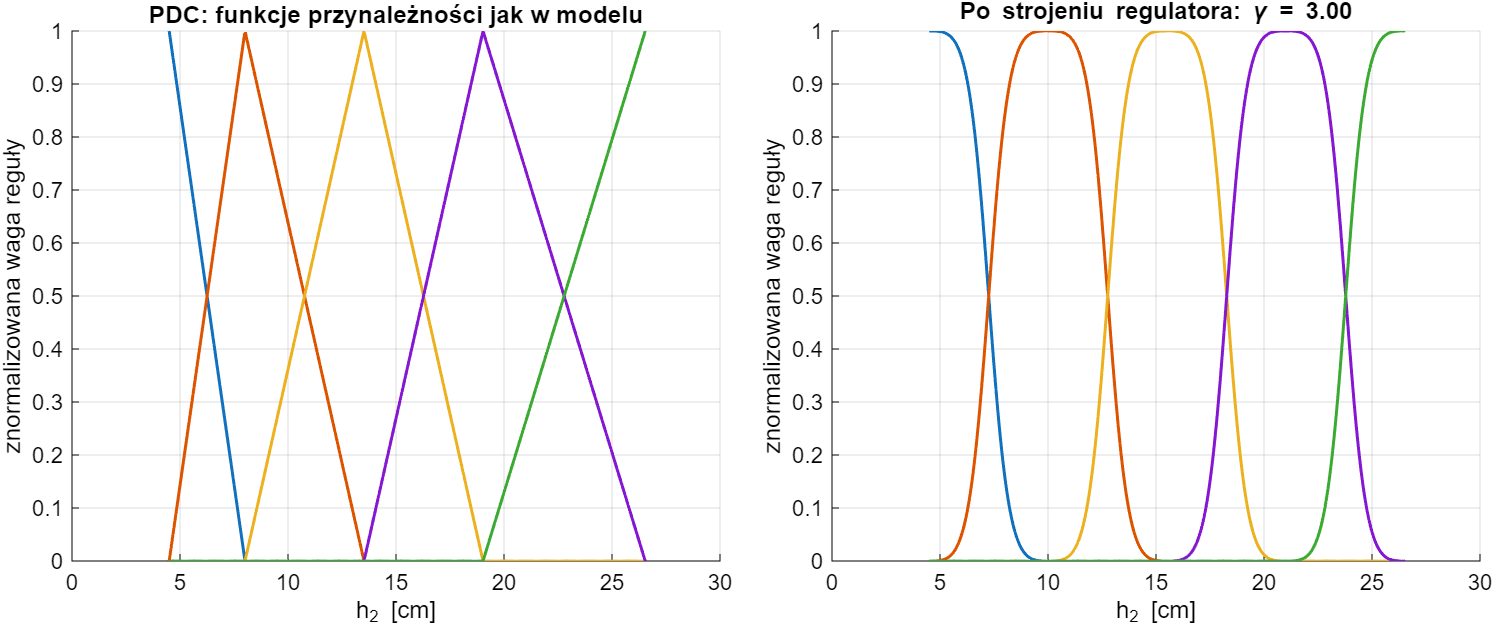 PDC: funkcje przynależności jak w modelu
1
0.9
0.8
0.7
0.6
0.5
0.4
0.3
0.2
0.1
0
znormalizowana waga reguły
0 5 10 15 20 25 30
h₂ [cm]
Po strojeniu regulatora: γ = 3.00
1
0.9
0.8
0.7
0.6
0.5
0.4
0.3
0.2
0.1
0
znormalizowana waga reguły
0 5 10 15 20 25 30
h₂ [cm]